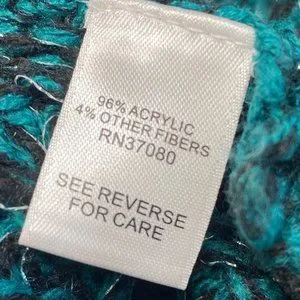 96% ACRYLIC
4% OTHER FIBERS
RN37080
SEE REVERSE
FOR CARE